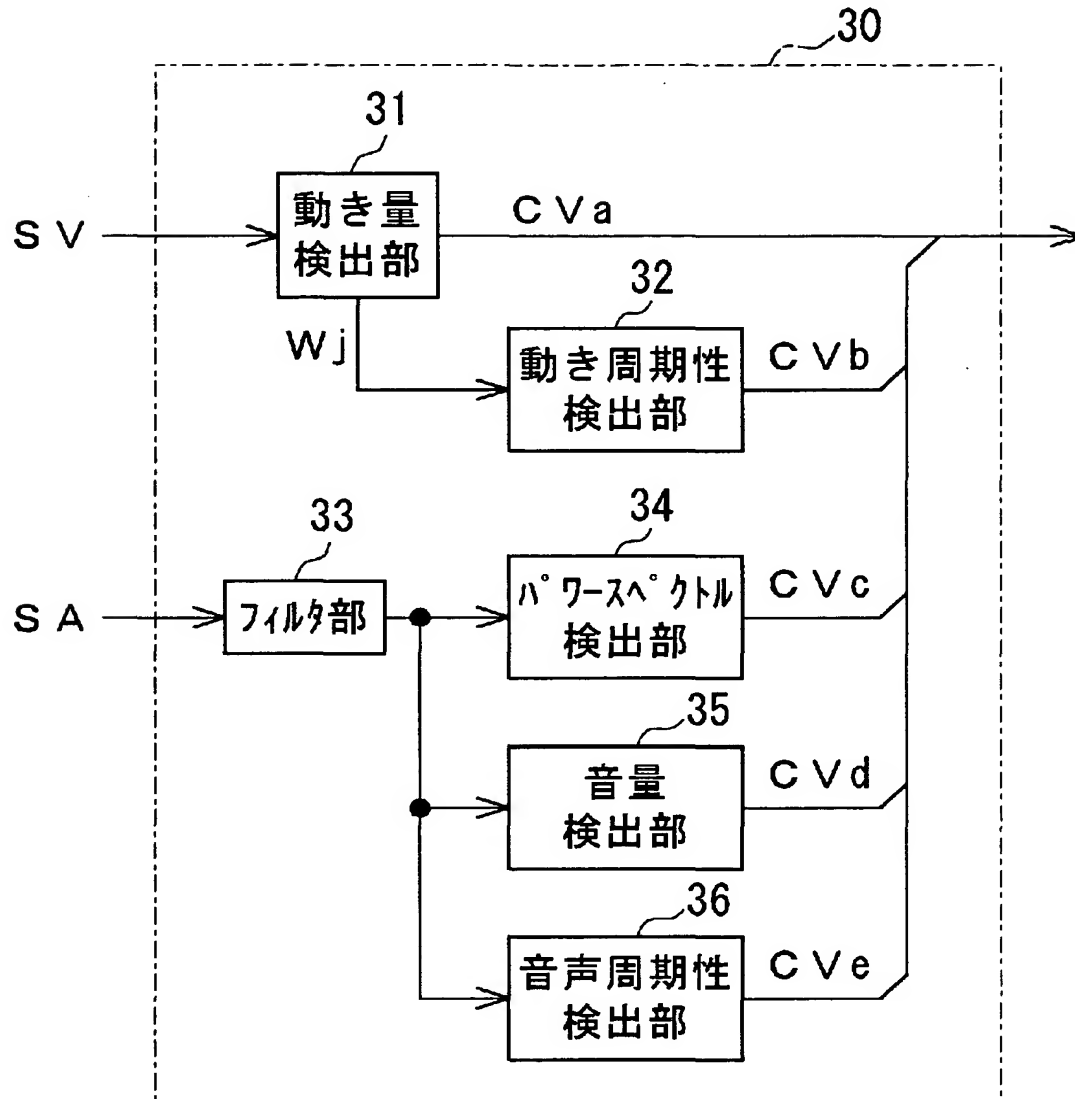 30
31
動き量
検出部
SV
CVa
Wj
32
動き周期性
検出部
CVb
33
SA
フィルタ部
34
パワースペクトル
検出部
CVc
35
音量
検出部
CVd
36
音声周期性
検出部
CVe